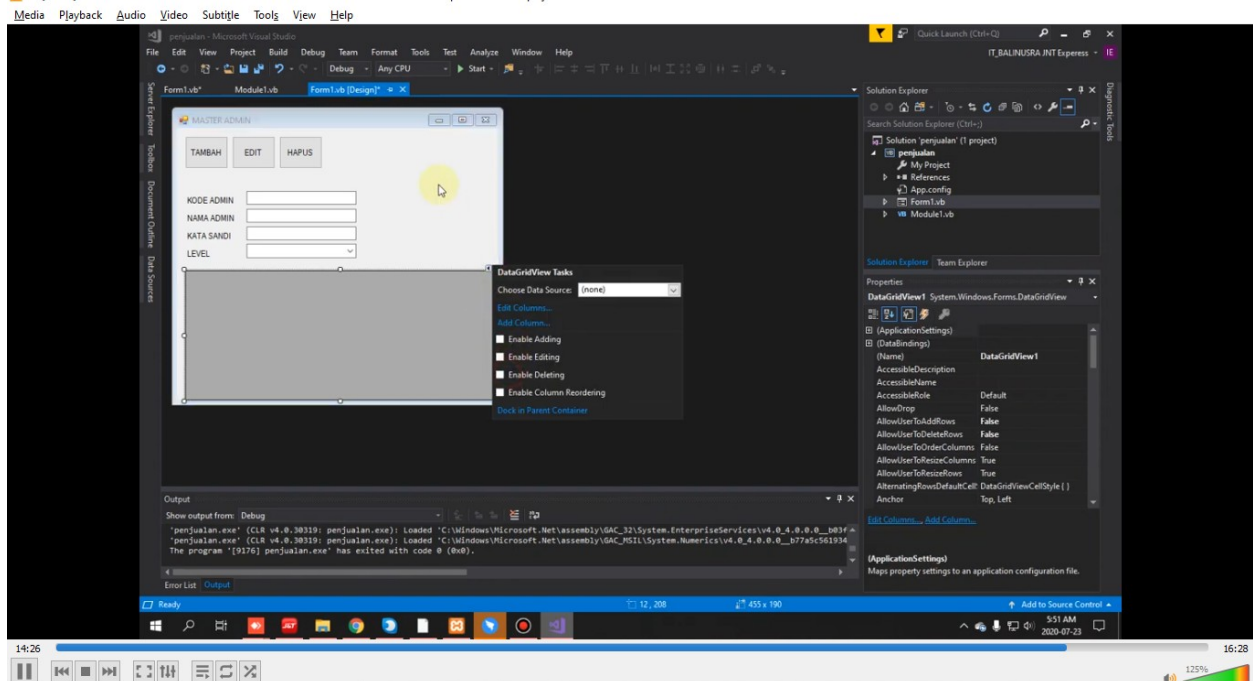 Media Playback Audio Video Subtitle Tools View Help
penjualan - Microsoft Visual Studio
Quick Launch (Ctrl+Q)
File Edit View Project Build Debug Team Format Tools Test Analyze Window Help
IT_BALINUSRA JNT Experess IE
Debug Any CPU Start
Server Explorer
Toolbox
Document Outline
Data Sources
Form1.vb* Module1.vb Form1.vb [Design]*
MASTER ADMIN
TAMBAH EDIT HAPUS
KODE ADMIN
NAMA ADMIN
KATA SANDI
LEVEL
DataGridView Tasks
Choose Data Source: (none)
Edit Columns...
Add Column...
Enable Adding
Enable Editing
Enable Deleting
Enable Column Reordering
Dock in Parent Container
Solution Explorer
Search Solution Explorer (Ctrl+;)
Solution 'penjualan' (1 project)
penjualan
My Project
References
App.config
Form1.vb
VB Module1.vb
Solution Explorer Team Explorer
Diagnostic Tools
Properties
DataGridView1 System.Windows.Forms.DataGridView
(ApplicationSettings)
(DataBindings)
(Name) DataGridView1
AccessibleDescription
AccessibleName
AccessibleRole Default
AllowDrop False
AllowUserToAddRows False
AllowUserToDeleteRows False
AllowUserToOrderColumns False
AllowUserToResizeColumns True
AllowUserToResizeRows True
AlternatingRowsDefaultCell DataGridViewCellStyle { }
Anchor Top, Left
Edit Columns..., Add Column...
(ApplicationSettings)
Maps property settings to an application configuration file.
Output
Show output from: Debug
'penjualan.exe' (CLR v4.0.30319: penjualan.exe): Loaded 'C:\Windows\Microsoft.Net\assembly\GAC_32\System.EnterpriseServices\v4.0_4.0.0.0__b03f
'penjualan.exe' (CLR v4.0.30319: penjualan.exe): Loaded 'C:\Windows\Microsoft.Net\assembly\GAC_MSIL\System.Numerics\v4.0_4.0.0.0__b77a5c561934
The program '[9176] penjualan.exe' has exited with code 0 (0x0).
Error List Output
Ready 12 , 208 455 x 190 Add to Source Control
5:51 AM
2020-07-23
14:26 16:28
125%